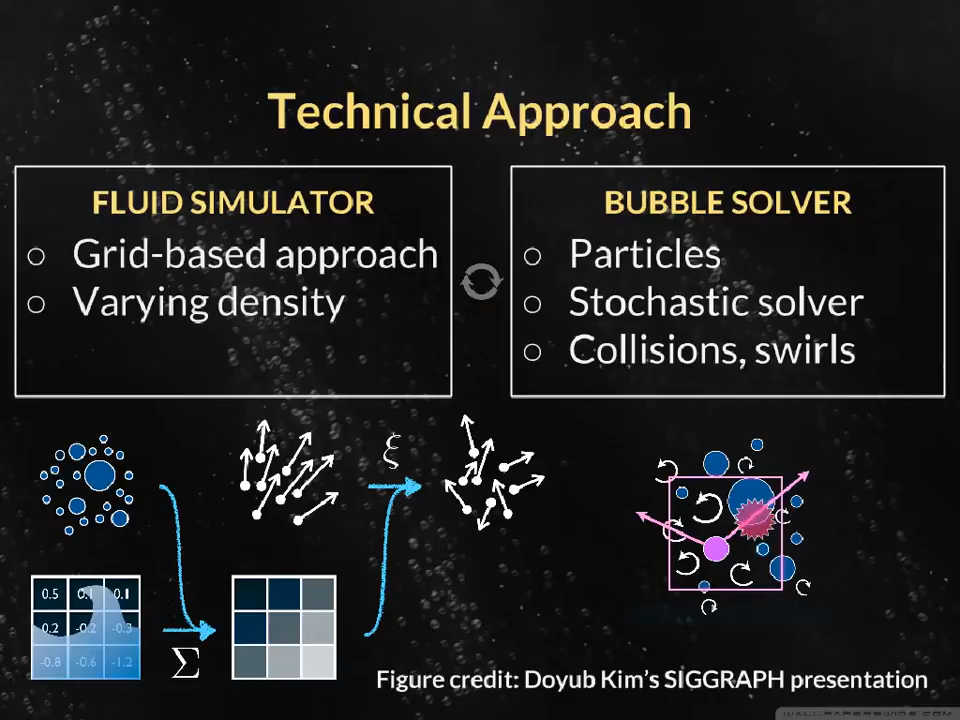 Technical Approach
FLUID SIMULATOR
○ Grid-based approach
○ Varying density
BUBBLE SOLVER
○ Particles
○ Stochastic solver
○ Collisions, swirls
ξ
0.5 0.1 0.1
0.2 -0.2 -0.3
-0.8 -0.6 -1.2
Σ
Figure credit: Doyub Kim's SIGGRAPH presentation